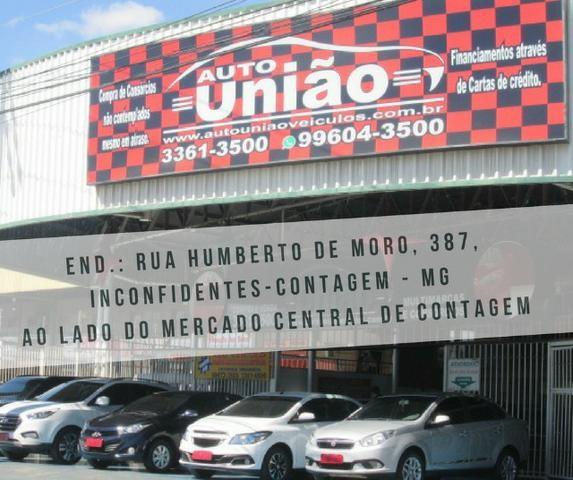 Compra de Consórcios
não contemplados
mesmo em atraso.
AUTO
União
www.autouniaoveiculos.com.br
3361-3500 99604-3500
Financiamentos através
de Cartas de crédito.
END.: RUA HUMBERTO DE MORO, 387,
INCONFIDENTES-CONTAGEM - MG
AO LADO DO MERCADO CENTRAL DE CONTAGEM
MULTIMARCAS